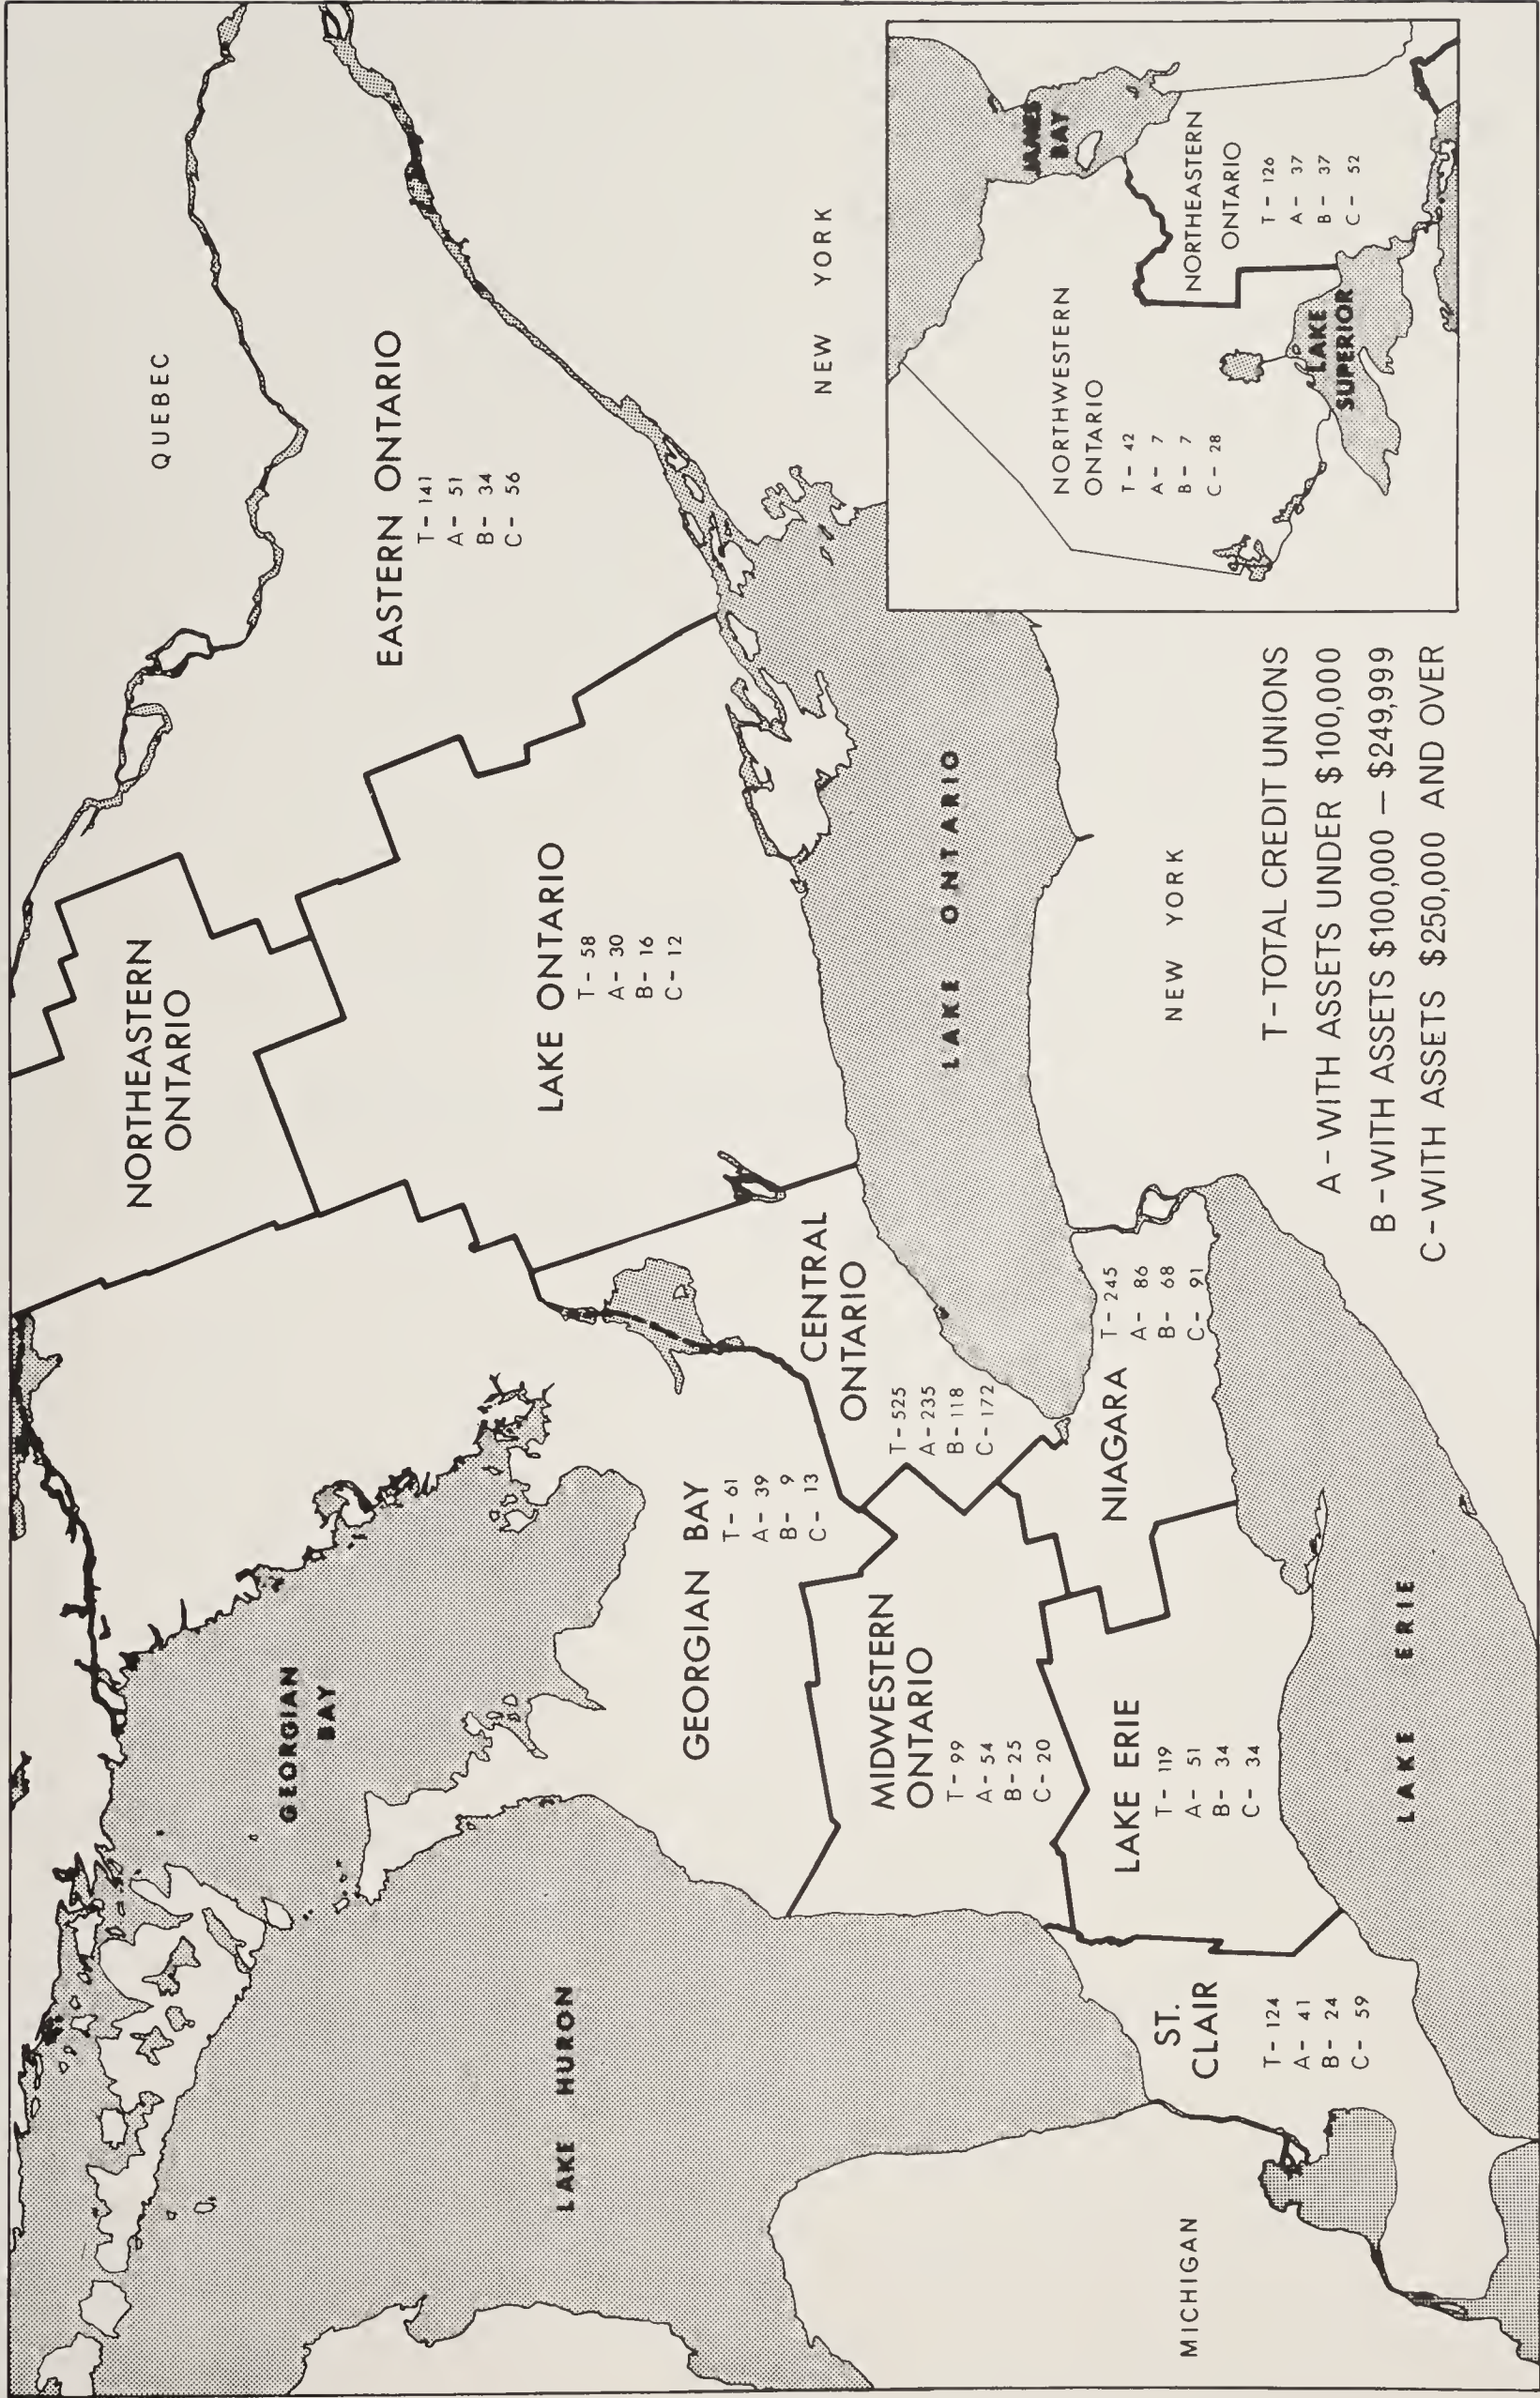 QUEBEC
EASTERN ONTARIO
T- 141
A- 51
B- 34
C- 56
NEW YORK
NORTHEASTERN
ONTARIO
LAKE ONTARIO
T- 58
A- 30
B- 16
C- 12
LAKE ONTARIO
NEW YORK
CENTRAL
ONTARIO
T- 525
A- 235
B- 118
C- 172
NIAGARA
T- 245
A- 86
B- 68
C- 91
GEORGIAN
BAY
GEORGIAN BAY
T- 61
A- 39
B- 9
C- 13
MIDWESTERN
ONTARIO
T- 99
A- 54
B- 25
C- 20
LAKE ERIE
T- 119
A- 51
B- 34
C- 34
LAKE ERIE
LAKE HURON
ST.
CLAIR
T- 124
A- 41
B- 24
C- 59
MICHIGAN
JAMES
BAY
NORTHEASTERN
ONTARIO
T- 126
A- 37
B- 37
C- 52
NORTHWESTERN
ONTARIO
T- 42
A- 7
B- 7
C- 28
LAKE
SUPERIOR
T-TOTAL CREDIT UNIONS
A-WITH ASSETS UNDER $100,000
B-WITH ASSETS $100,000 — $249,999
C-WITH ASSETS $250,000 AND OVER